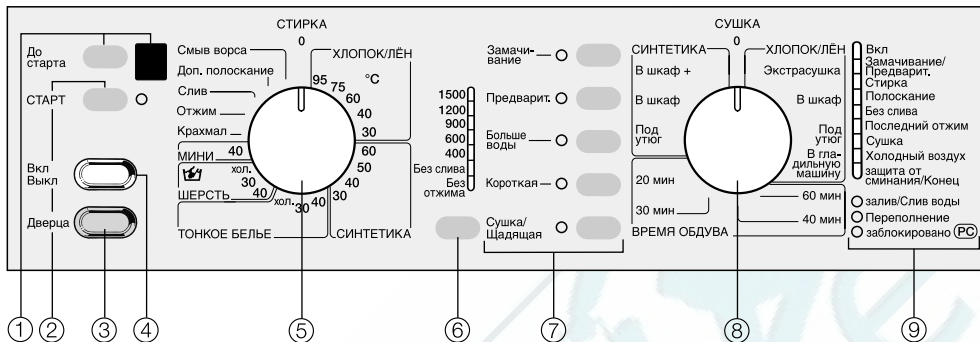 СТИРКА
СУШКА
До
старта
СТАРТ
Вкл
Выкл
Дверца
0
Смыв ворса
Доп. полоскание
Слив
Отжим
Крахмал
МИНИ
ШЕРСТЬ
ТОНКОЕ БЕЛЬЕ
ХЛОПОК/ЛЁН
°C
95
75
60
40
30
60
50
40
30
СИНТЕТИКА
40
30
хол.
40
30
хол.
40
1500
1200
900
600
400
Без слива
Без
отжима
Замачи-
вание
Предварит.
Больше
воды
Короткая
Сушка/
Щадящая
0
СИНТЕТИКА
В шкаф +
В шкаф
Под
утюг
20 мин
30 мин
ВРЕМЯ ОБДУВА
ХЛОПОК/ЛЁН
Экстрасушка
В шкаф
Под
утюг
В гла-
дильную
машину
60 мин
40 мин
Вкл
Замачивание/
Предварит.
Стирка
Полоскание
Без слива
Последний отжим
Сушка
Холодный воздух
защита от
сминания/Конец
залив/Слив воды
Переполнение
заблокировано PC
1 2 3 4 5 6 7 8 9